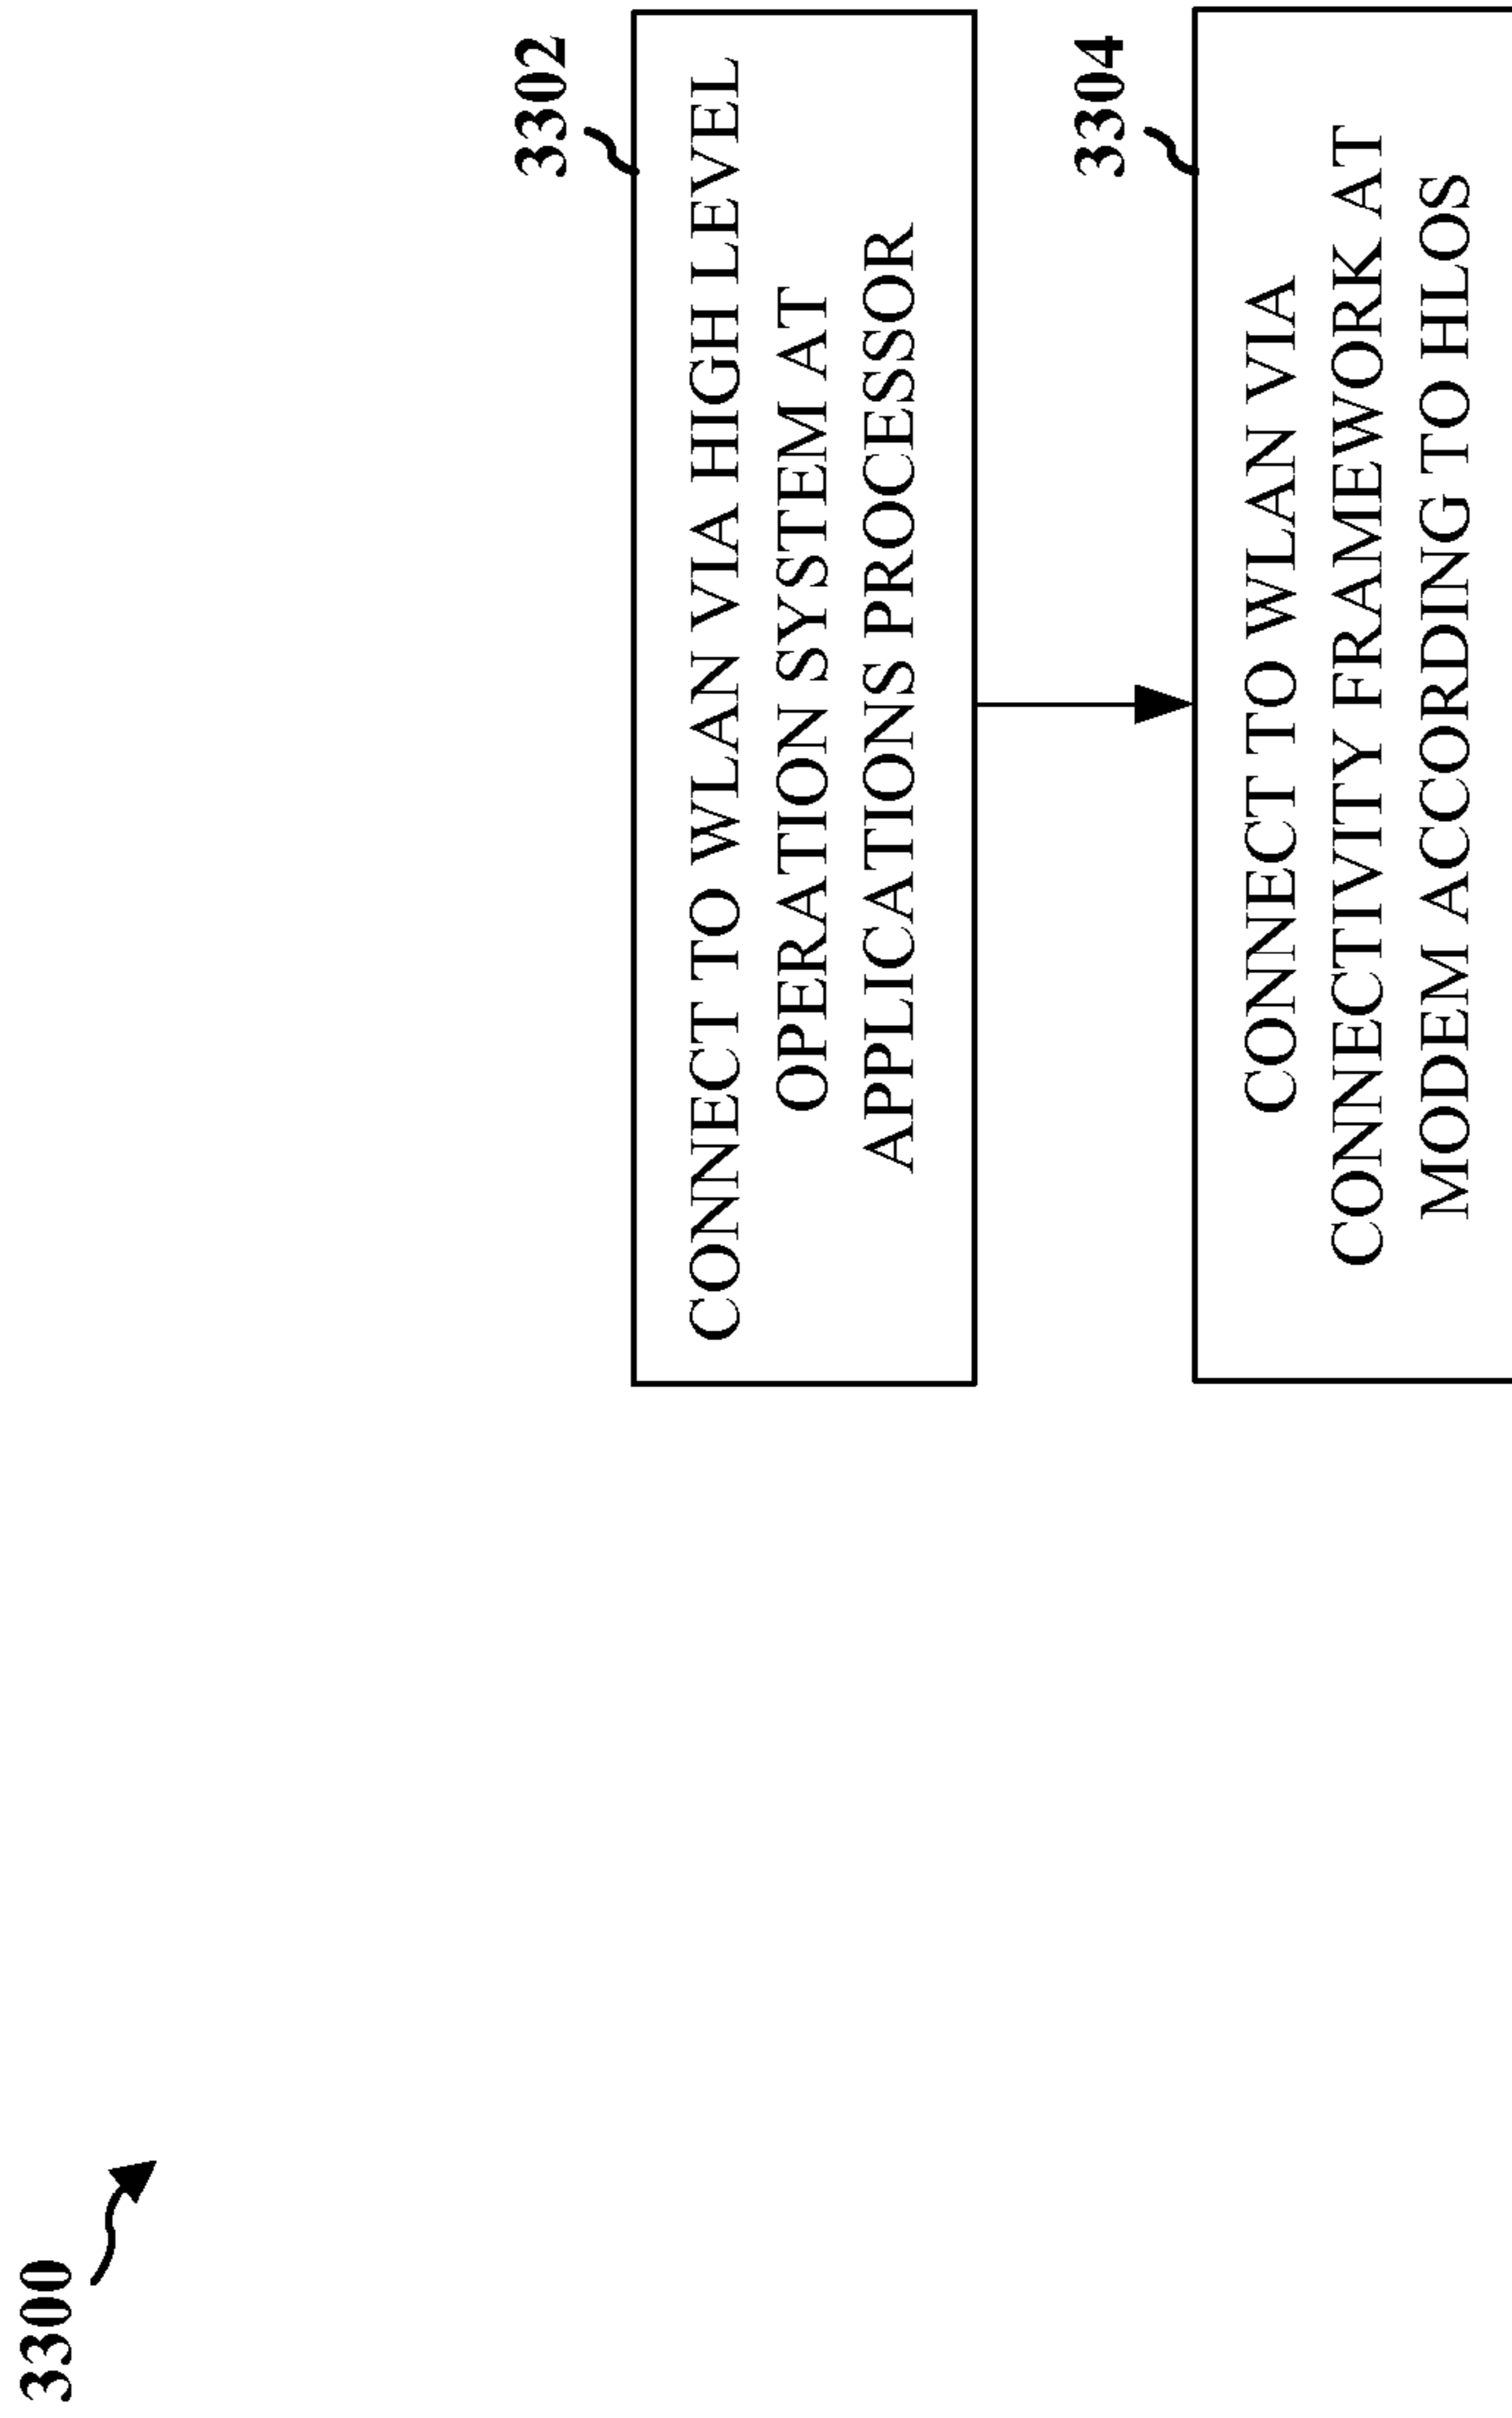 3300
3302
CONNECT TO WLAN VIA HIGH LEVEL
OPERATION SYSTEM AT
APPLICATIONS PROCESSOR
3304
CONNECT TO WLAN VIA
CONNECTIVITY FRAMEWORK AT
MODEM ACCORDING TO HLOS